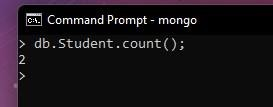 Command Prompt - mongo
> db.Student.count();
2
>